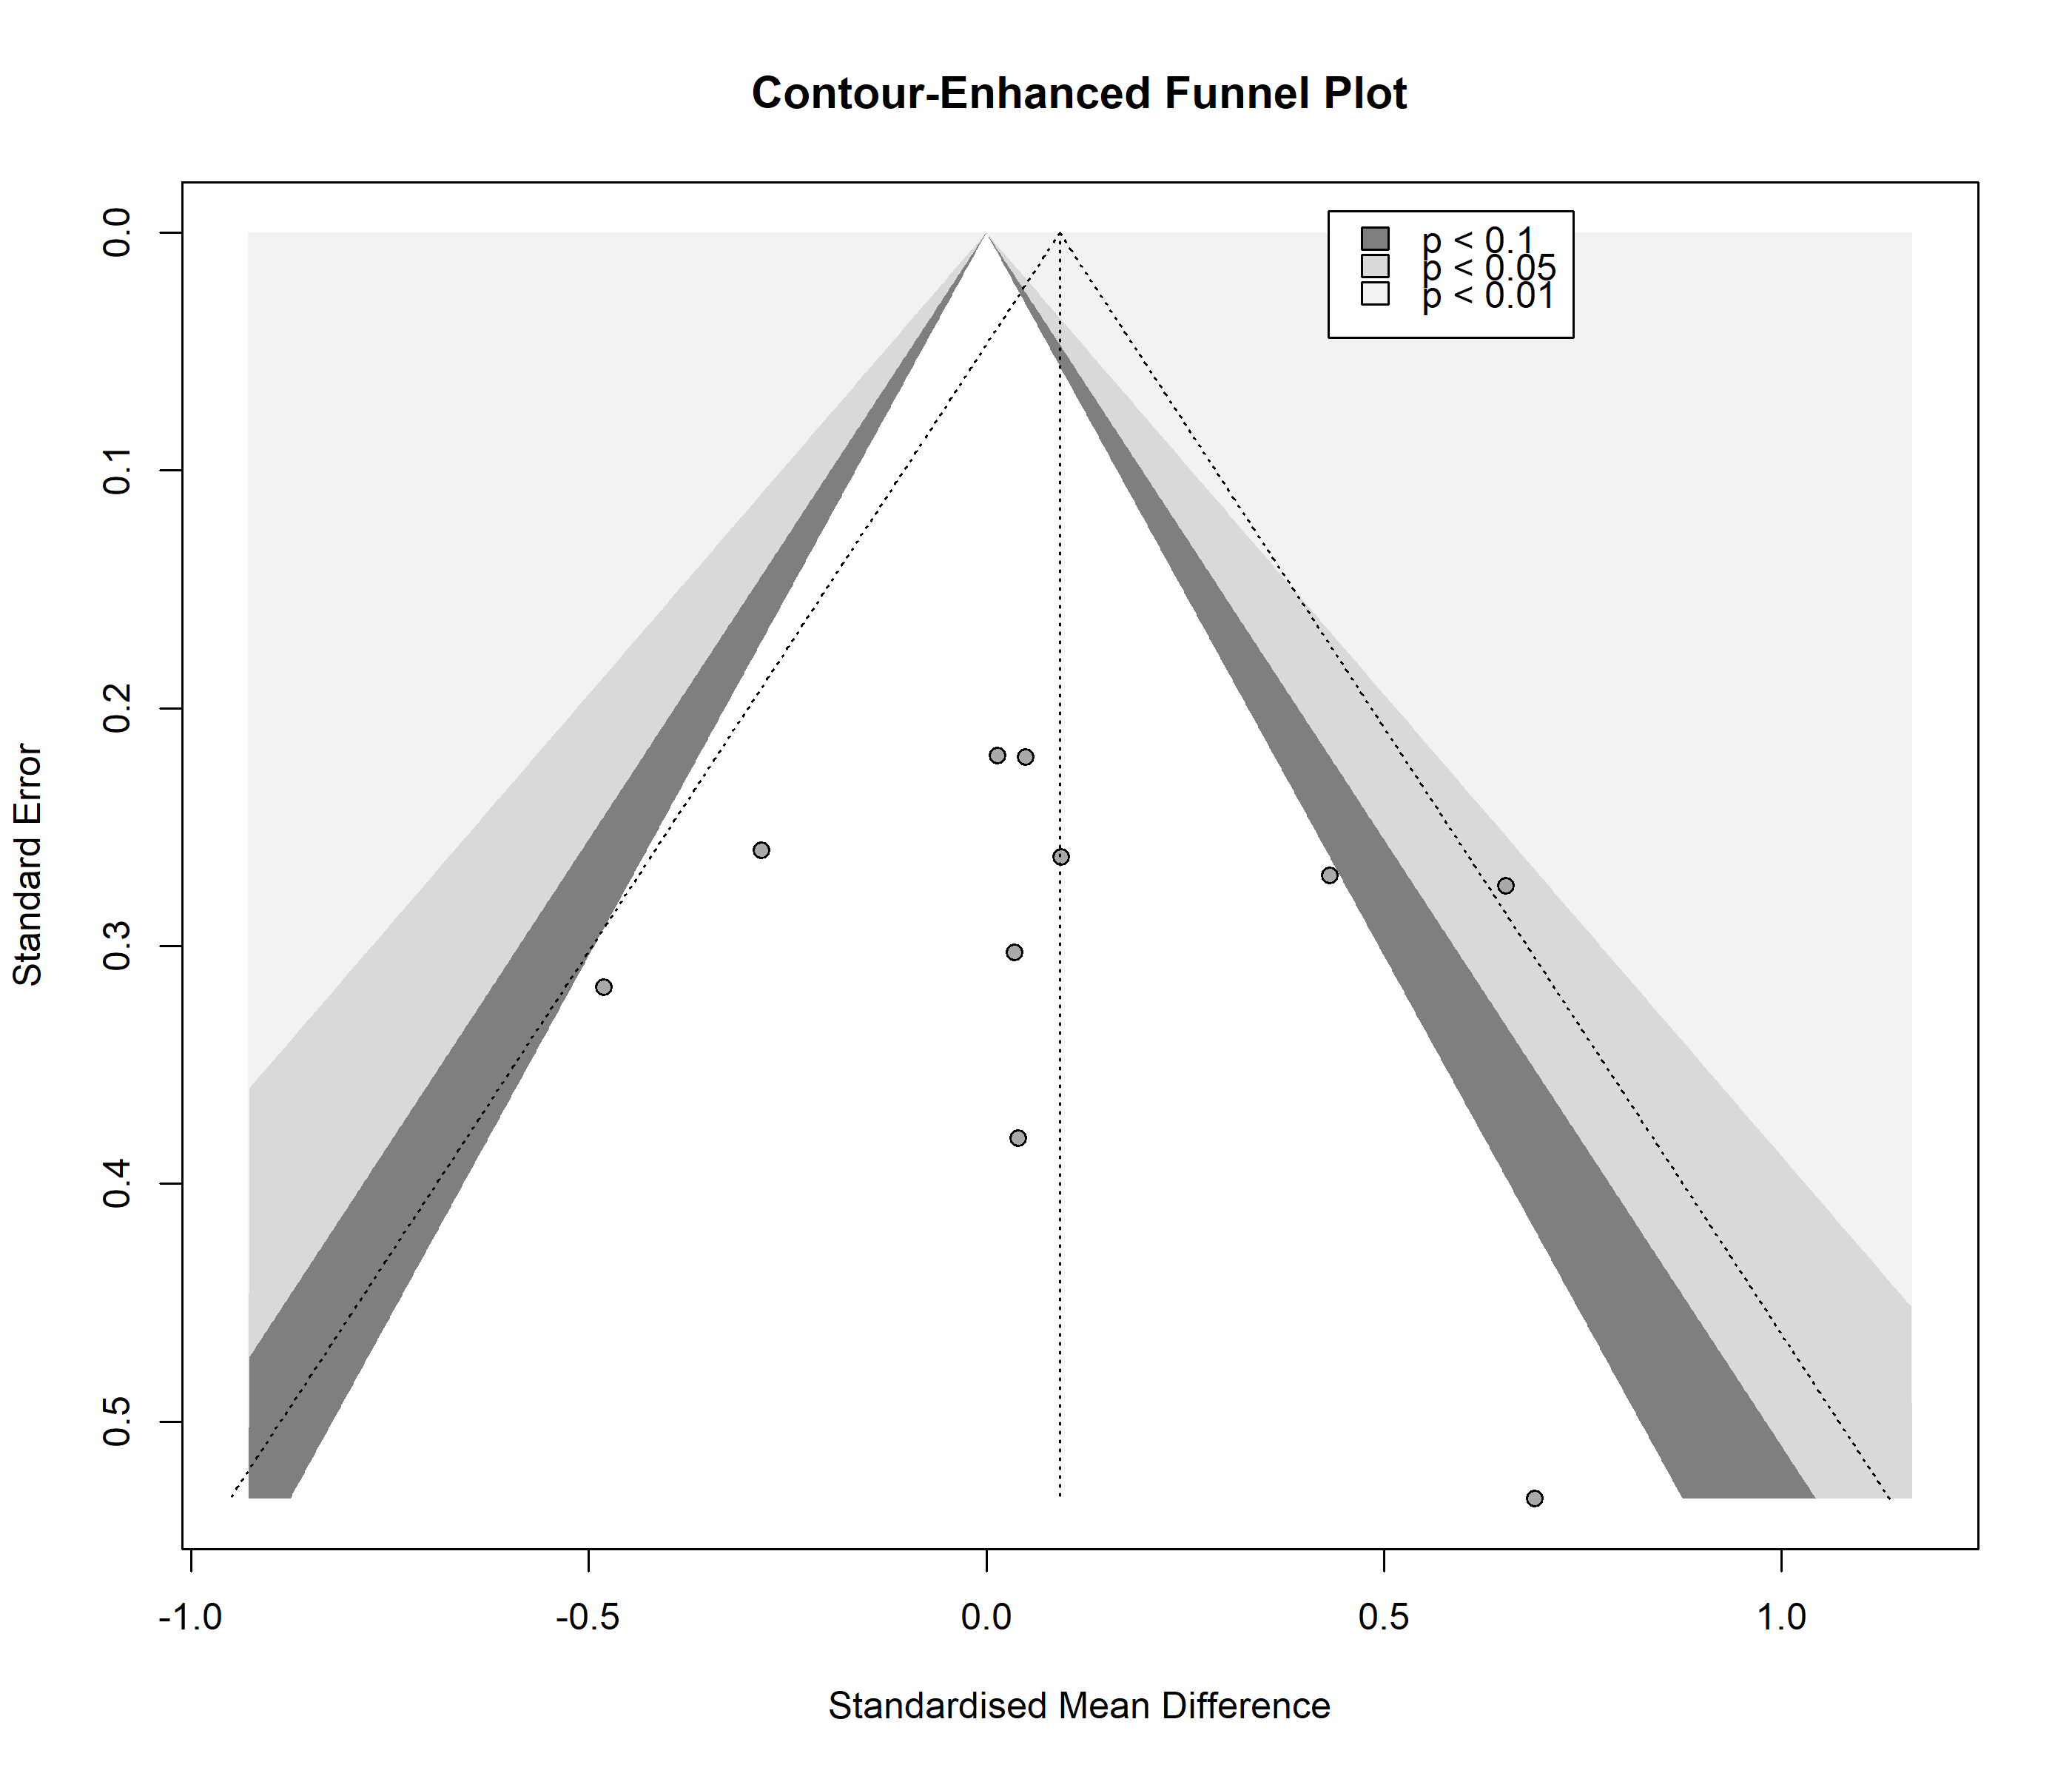 Contour-Enhanced Funnel Plot
p < 0.1
p < 0.05
p < 0.01
0.0
0.1
0.2
0.3
0.4
0.5
Standard Error
-1.0
-0.5
0.0
0.5
1.0
Standardised Mean Difference